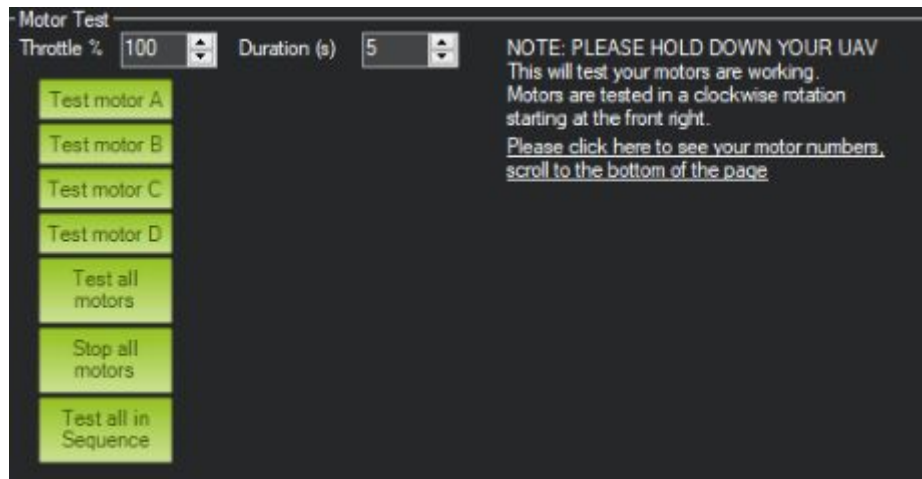 Motor Test
Throttle % 100 Duration (s) 5
NOTE: PLEASE HOLD DOWN YOUR UAV
This will test your motors are working.
Motors are tested in a clockwise rotation
starting at the front right.
Please click here to see your motor numbers,
scroll to the bottom of the page
Test motor A
Test motor B
Test motor C
Test motor D
Test all
motors
Stop all
motors
Test all in
Sequence